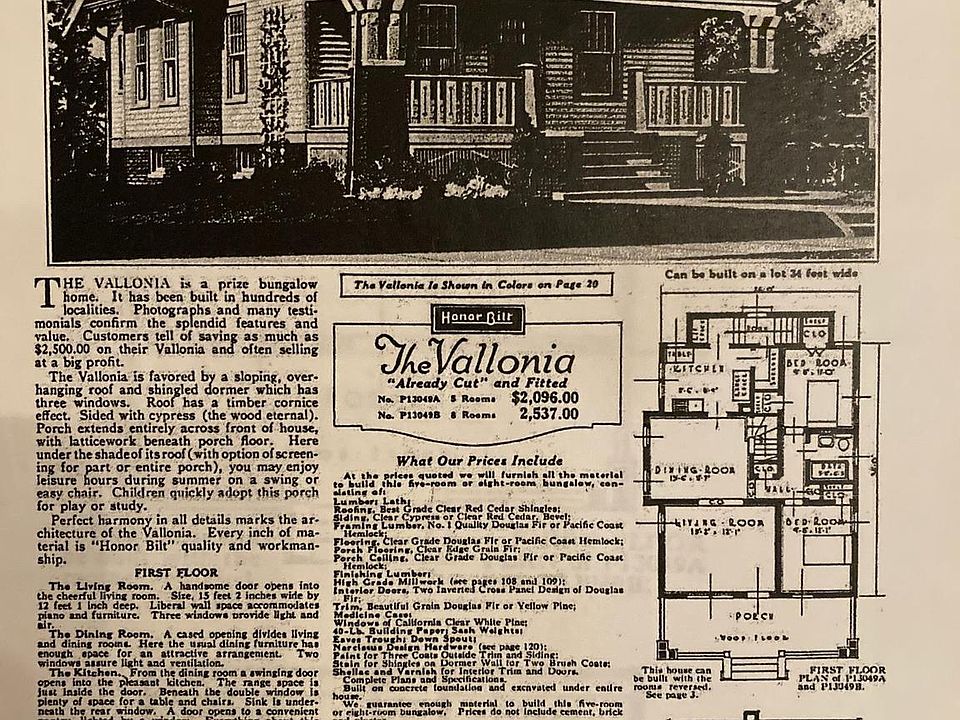 THE VALLONIA is a prize bungalow
home. It has been built in hundreds of
localities. Photographs and many testi-
monials confirm the splendid features and
value. Customers tell of saving as much as
$2,500.00 on their Vallonia and often selling
at a big profit.
The Vallonia is favored by a sloping, over-
hanging roof and shingled dormer which has
three windows. Roof has a timber cornice
effect. Sided with cypress (the wood eternal).
Porch extends entirely across front of house,
with latticework beneath porch floor. Here
under the shade of its roof (with option of screen-
ing for part or entire porch), you may enjoy
leisure hours during summer on a swing or
easy chair. Children quickly adopt this porch
for play or study.
Perfect harmony in all details marks the ar-
chitecture of the Vallonia. Every inch of ma-
terial is "Honor Bilt" quality and workman-
ship.
FIRST FLOOR
The Living Room. A handsome door opens into
the cheerful living room. Size, 15 feet 2 inches wide by
12 feet 1 inch deep. Liberal wall space accommodates
piano and furniture. Three windows provide light and
air.
The Dining Room. A cased opening divides living
and dining rooms. Here the usual dining furniture has
enough space for an attractive arrangement. Two
windows assure light and ventilation.
The Kitchen. From the dining room a swinging door
opens into the pleasant kitchen. The range space is
just inside the door. Beneath the double window is
plenty of space for a table and chairs. Sink is under-
neath the rear window. A door opens to a convenient
The Vallonia Is Shown in Colors on Page 20
Honor Bilt
The Vallonia
"Already Cut" and Fitted
No. P13049A 5 Rooms $2,096.00
No. P13049B 8 Rooms 2,537.00
What Our Prices Include
At the prices quoted we will furnish all the material
to build this five-room or eight-room bungalow, con-
sisting of:
Lumber; Lath;
Roofing, Best Grade Clear Red Cedar Shingles;
Siding, Clear Cypress or Clear Red Cedar, Bevel;
Framing Lumber, No. 1 Quality Douglas Fir or Pacific Coast
Hemlock;
Flooring, Clear Grade Douglas Fir or Pacific Coast Hemlock;
Porch Flooring, Clear Edge Grain Fir;
Porch Ceiling, Clear Grade Douglas Fir or Pacific Coast
Hemlock;
Finishing Lumber;
High Grade Millwork (see pages 108 and 109);
Interior Doors, Two Inverted Cross Panel Design of Douglas
Fir;
Trim, Beautiful Grain Douglas Fir or Yellow Pine;
Medicine Case;
Windows of California Clear White Pine;
40-Lb. Building Paper; Sash Weights;
Eaves Trough; Down Spout;
Narcissus Design Hardware (see page 120);
Paint for Three Coats Outside Trim and Siding;
Stain for Shingles on Dormer Wall for Two Brush Coats;
Shellac and Varnish for Interior Trim and Doors.
Complete Plans and Specifications.
Built on concrete foundation and excavated under entire
house.
We guarantee enough material to build this five-room
or eight-room bungalow. Prices do not include cement, brick
Can be built on a lot 34 feet wide
PORCH
CLO
TABLE
KITCHEN
BED ROOM
CLO
DINING ROOM
CLO
BATH
HALL
CLO
CO
LIVING ROOM
15'-2" x 12'-1"
BED ROOM
PORCH
WOOD FLOOR
This house can
be built with the
rooms reversed.
See page 3.
FIRST FLOOR
PLAN of P13049A
and P13049B.